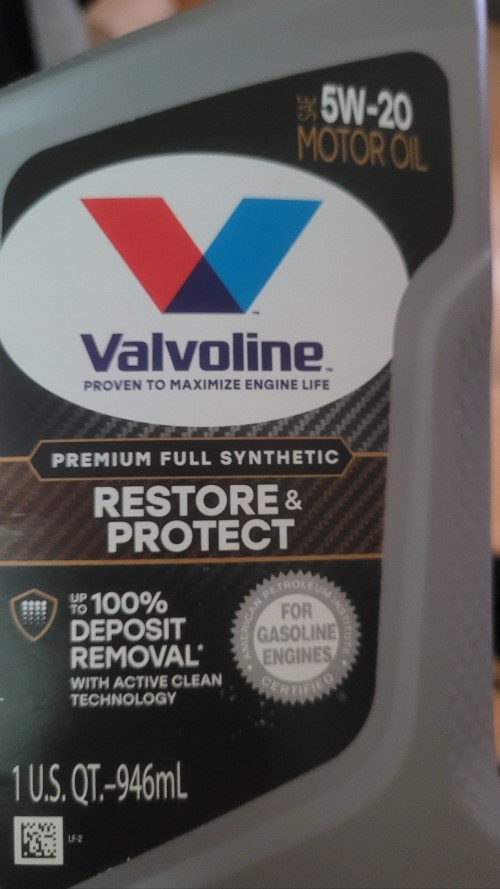 SAE 5W-20
MOTOR OIL
Valvoline™
PROVEN TO MAXIMIZE ENGINE LIFE
PREMIUM FULL SYNTHETIC
RESTORE &
PROTECT
UP TO 100%
DEPOSIT
REMOVAL*
WITH ACTIVE CLEAN
TECHNOLOGY
AMERICAN PETROLEUM INSTITUTE
FOR
GASOLINE
ENGINES
CERTIFIED
1 U.S. QT.–946mL
LF-2